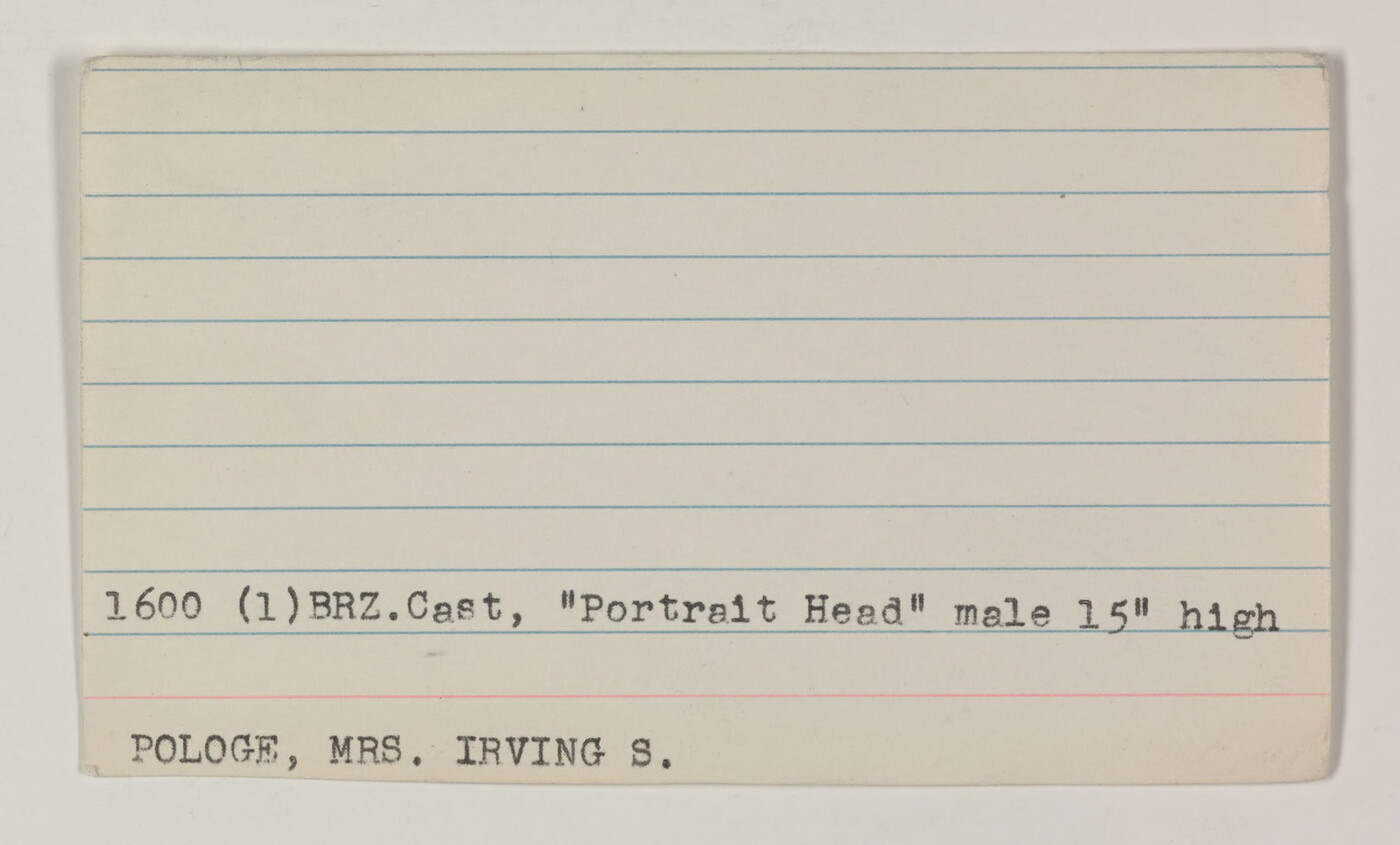 1600 (1)BRZ.Cast, "Portrait Head" male 15" high
POLOGE, MRS. IRVING S.